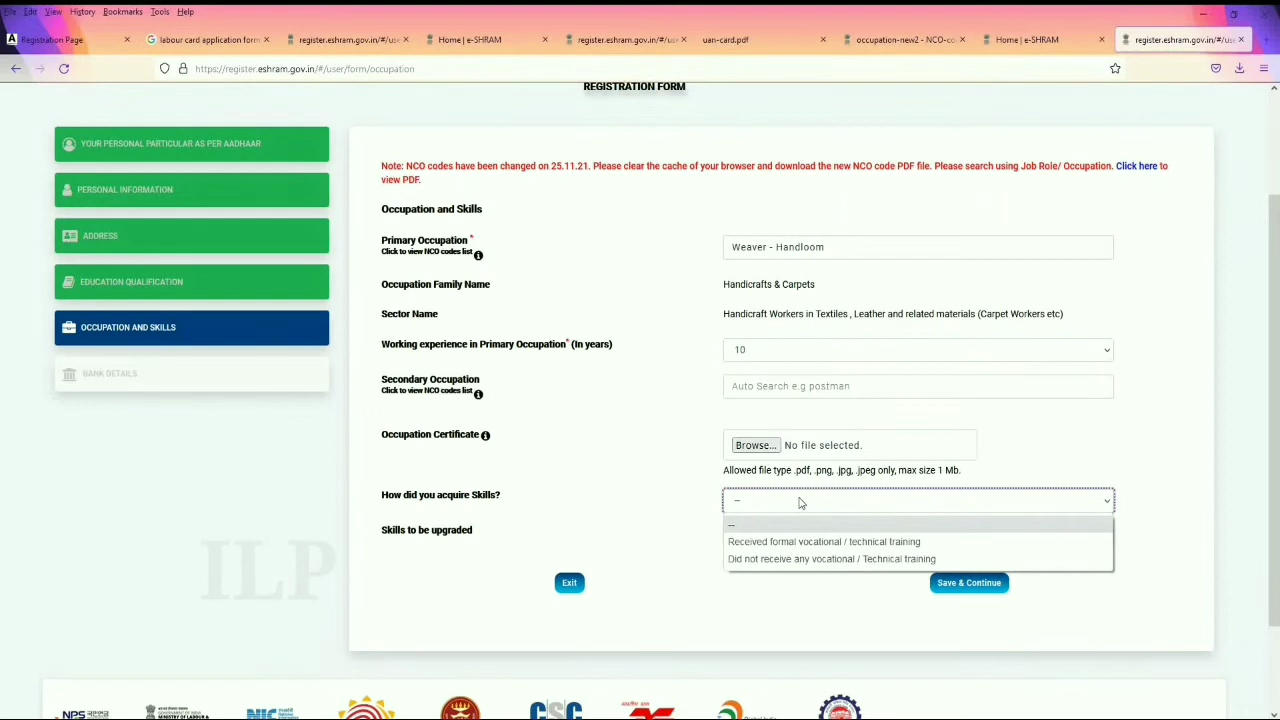 File Edit View History Bookmarks Tools Help
Registration Page
labour card application form
register.eshram.gov.in/#/use
Home | e-SHRAM
register.eshram.gov.in/#/use
uan-card.pdf
occupation-new2 - NCO-co
Home | e-SHRAM
register.eshram.gov.in/#/use
https://register.eshram.gov.in/#/user/form/occupation
REGISTRATION FORM
YOUR PERSONAL PARTICULAR AS PER AADHAAR
PERSONAL INFORMATION
ADDRESS
EDUCATION QUALIFICATION
OCCUPATION AND SKILLS
BANK DETAILS
Note: NCO codes have been changed on 25.11.21. Please clear the cache of your browser and download the new NCO code PDF file. Please search using Job Role/ Occupation. Click here to
view PDF.
Occupation and Skills
Primary Occupation *
Click to view NCO codes list
Weaver - Handloom
Occupation Family Name
Handicrafts & Carpets
Sector Name
Handicraft Workers in Textiles , Leather and related materials (Carpet Workers etc)
Working experience in Primary Occupation* (In years)
10
Secondary Occupation
Click to view NCO codes list
Auto Search e.g postman
Occupation Certificate
Browse... No file selected.
Allowed file type .pdf, .png, .jpg, .jpeg only, max size 1 Mb.
How did you acquire Skills?
--
--
Received formal vocational / technical training
Did not receive any vocational / Technical training
Skills to be upgraded
Exit
Save & Continue
ILP
NPS
MINISTRY OF LABOUR &
NIC
CSC